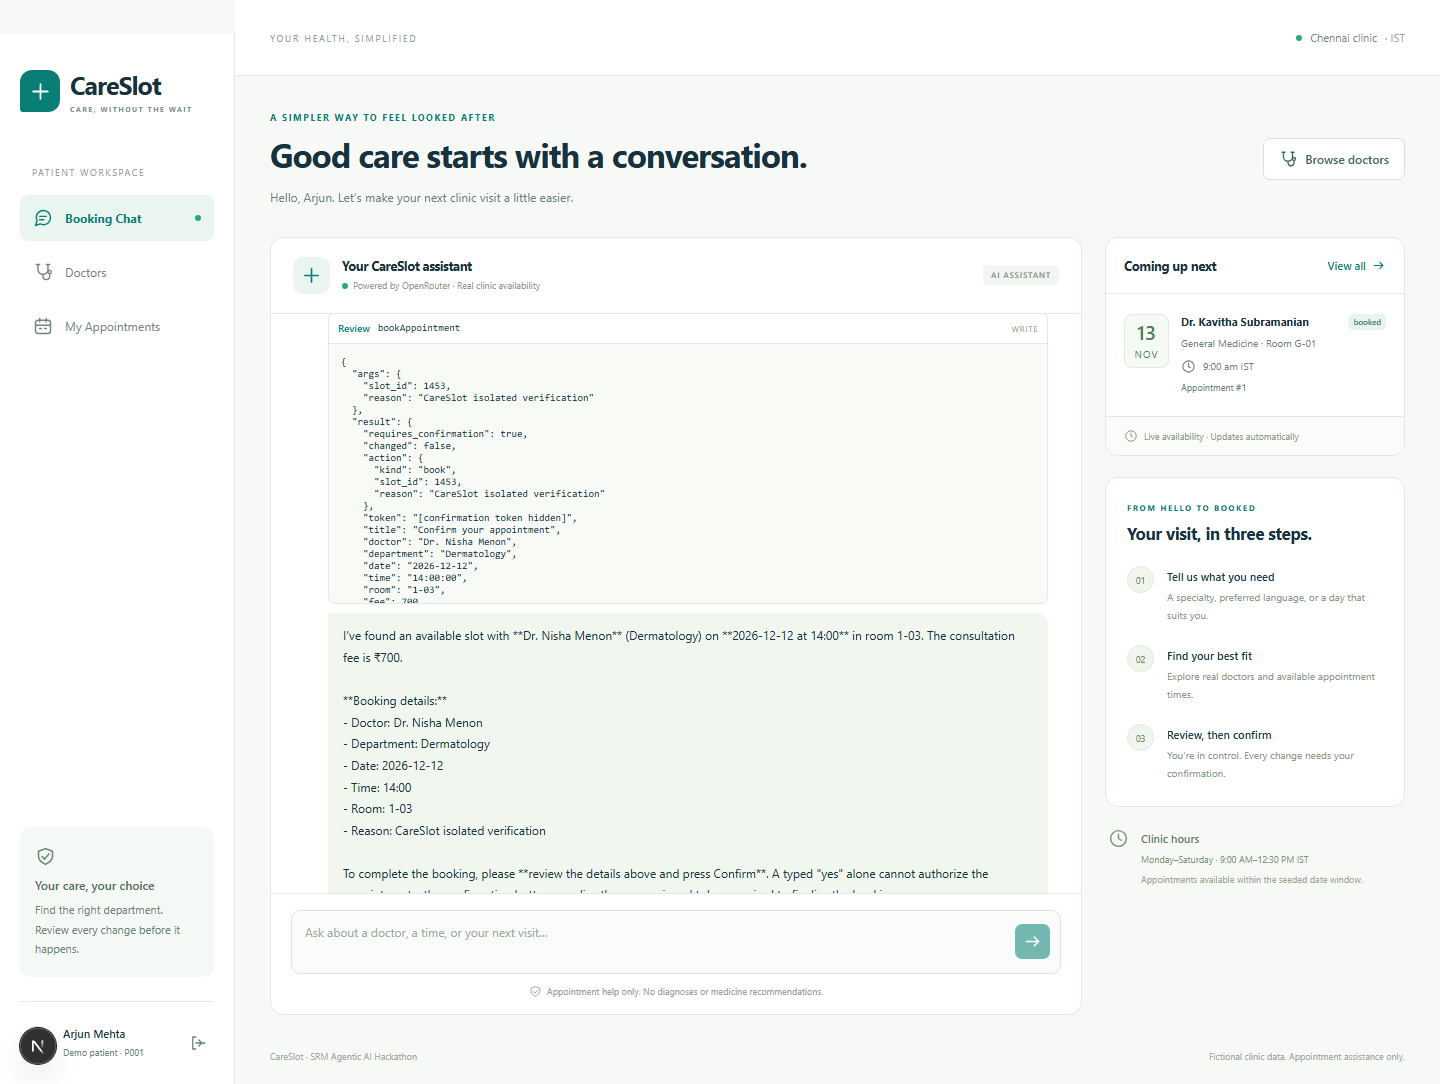 CareSlot
CARE, WITHOUT THE WAIT
PATIENT WORKSPACE
Booking Chat
Doctors
My Appointments
Your care, your choice
Find the right department.
Review every change before it
happens.
N
Arjun Mehta
Demo patient · P001
YOUR HEALTH, SIMPLIFIED
Chennai clinic · IST
A SIMPLER WAY TO FEEL LOOKED AFTER
Good care starts with a conversation.
Hello, Arjun. Let's make your next clinic visit a little easier.
Browse doctors
Your CareSlot assistant
Powered by OpenRouter · Real clinic availability
AI ASSISTANT
Review bookAppointment
WRITE
{
"args": {
"slot_id": 1453,
"reason": "CareSlot isolated verification"
},
"result": {
"requires_confirmation": true,
"changed": false,
"action": {
"kind": "book",
"slot_id": 1453,
"reason": "CareSlot isolated verification"
},
"token": "[confirmation token hidden]",
"title": "Confirm your appointment",
"doctor": "Dr. Nisha Menon",
"department": "Dermatology",
"date": "2026-12-12",
"time": "14:00:00",
"room": "1-03",
"fee": 700
I've found an available slot with **Dr. Nisha Menon** (Dermatology) on **2026-12-12 at 14:00** in room 1-03. The consultation
fee is ₹700.
**Booking details:**
- Doctor: Dr. Nisha Menon
- Department: Dermatology
- Date: 2026-12-12
- Time: 14:00
- Room: 1-03
- Reason: CareSlot isolated verification
To complete the booking, please **review the details above and press Confirm**. A typed "yes" alone cannot authorize the
Ask about a doctor, a time, or your next visit...
Appointment help only. No diagnoses or medicine recommendations.
Coming up next
View all
13
NOV
Dr. Kavitha Subramanian
booked
General Medicine · Room G-01
9:00 am IST
Appointment #1
Live availability · Updates automatically
FROM HELLO TO BOOKED
Your visit, in three steps.
01
Tell us what you need
A specialty, preferred language, or a day that
suits you.
02
Find your best fit
Explore real doctors and available appointment
times.
03
Review, then confirm
You're in control. Every change needs your
confirmation.
Clinic hours
Monday–Saturday · 9:00 AM–12:30 PM IST
Appointments available within the seeded date window.
CareSlot · SRM Agentic AI Hackathon
Fictional clinic data. Appointment assistance only.